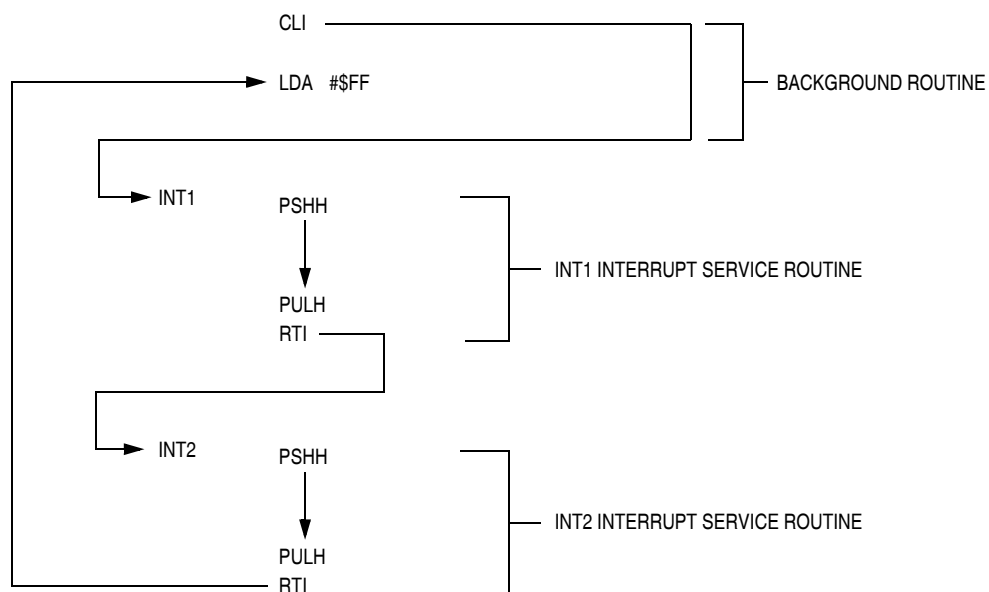 CLI
LDA #$FF
BACKGROUND ROUTINE
INT1
PSHH
INT1 INTERRUPT SERVICE ROUTINE
PULH
RTI
INT2
PSHH
INT2 INTERRUPT SERVICE ROUTINE
PULH
RTI